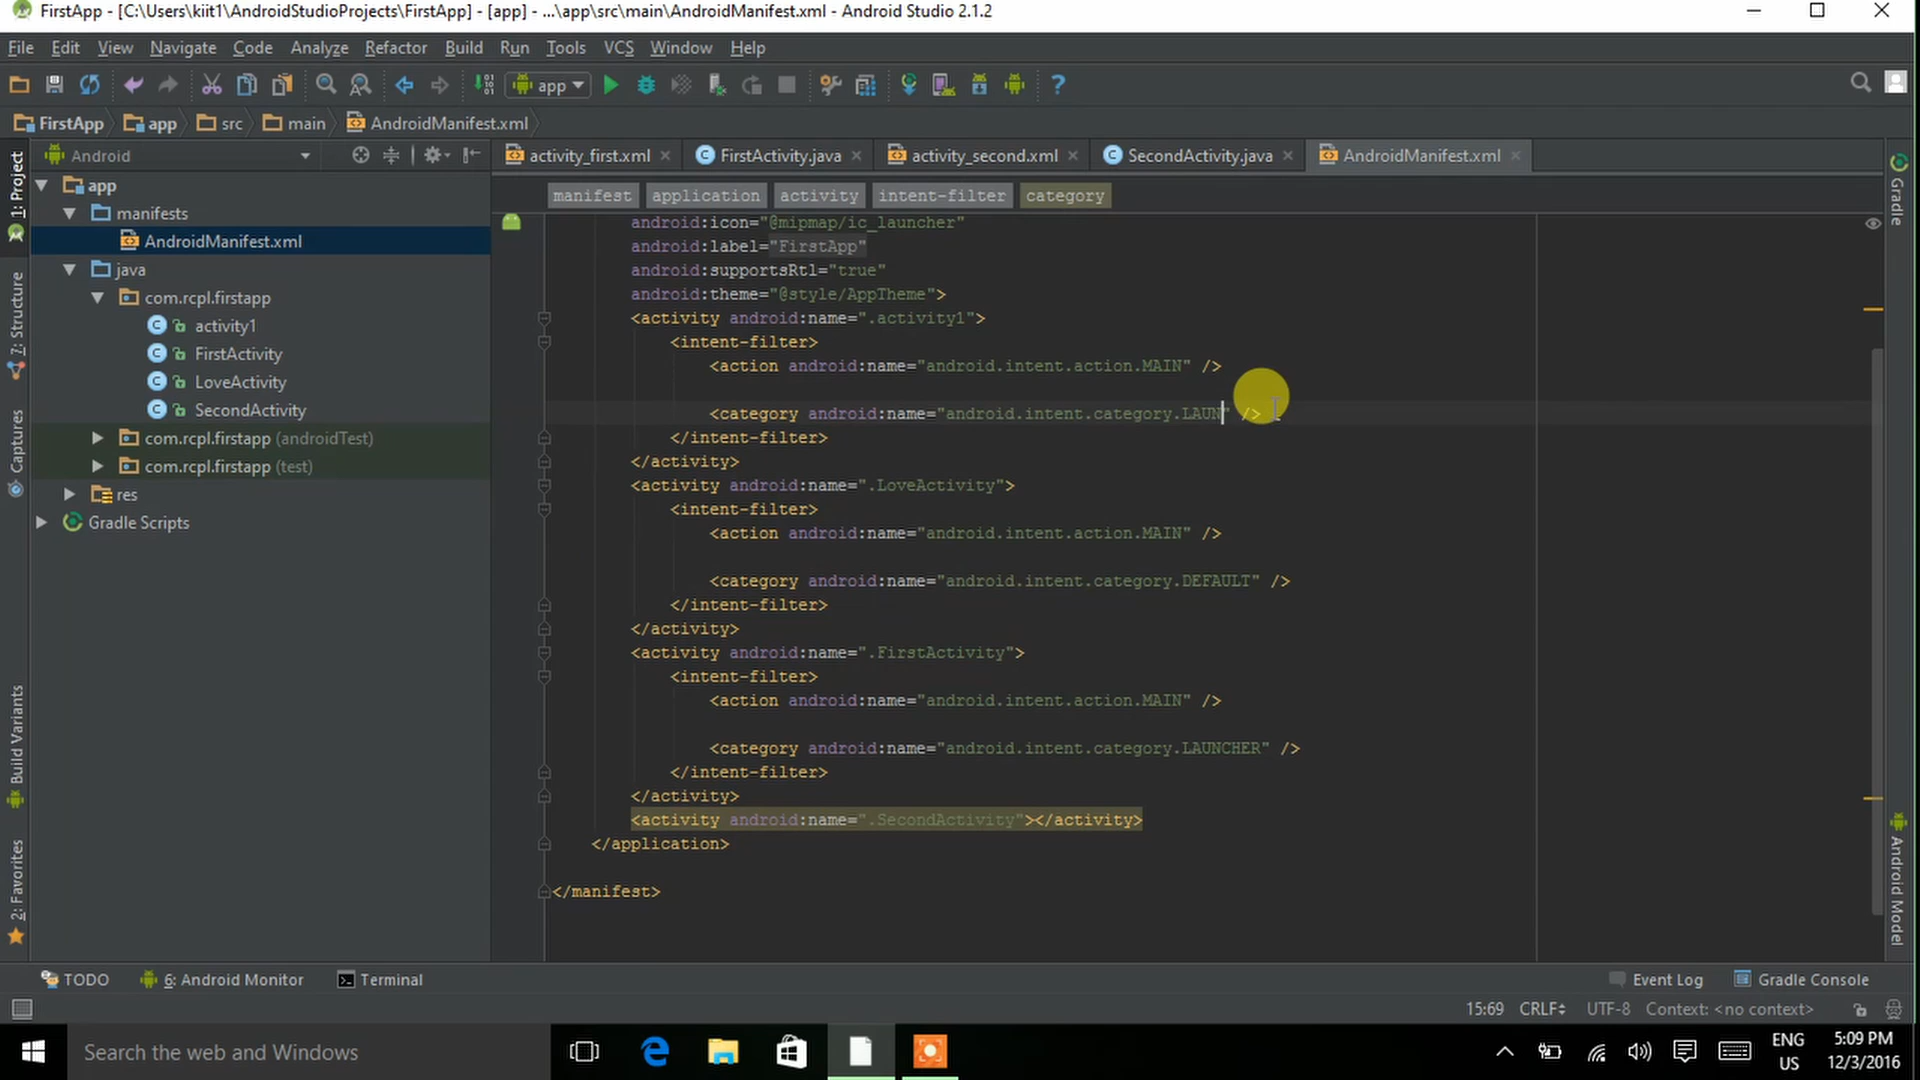 FirstApp - [C:\Users\kiit1\AndroidStudioProjects\FirstApp] - [app] - ...\app\src\main\AndroidManifest.xml - Android Studio 2.1.2
File Edit View Navigate Code Analyze Refactor Build Run Tools VCS Window Help
app
FirstApp app src main AndroidManifest.xml
Android
activity_first.xml FirstActivity.java activity_second.xml SecondActivity.java AndroidManifest.xml
manifest application activity intent-filter category
1: Project
7: Structure
Captures
Build Variants
2: Favorites
app
manifests
AndroidManifest.xml
java
com.rcpl.firstapp
activity1
FirstActivity
LoveActivity
SecondActivity
com.rcpl.firstapp (androidTest)
com.rcpl.firstapp (test)
res
Gradle Scripts
android:icon="@mipmap/ic_launcher"
android:label="FirstApp"
android:supportsRtl="true"
android:theme="@style/AppTheme">
<activity android:name=".activity1">
<intent-filter>
<action android:name="android.intent.action.MAIN" />
<category android:name="android.intent.category.LAUN" />
</intent-filter>
</activity>
<activity android:name=".LoveActivity">
<intent-filter>
<action android:name="android.intent.action.MAIN" />
<category android:name="android.intent.category.DEFAULT" />
</intent-filter>
</activity>
<activity android:name=".FirstActivity">
<intent-filter>
<action android:name="android.intent.action.MAIN" />
<category android:name="android.intent.category.LAUNCHER" />
</intent-filter>
</activity>
<activity android:name=".SecondActivity"></activity>
</application>
</manifest>
Gradle
Android Model
TODO 6: Android Monitor Terminal Event Log Gradle Console
15:69 CRLF UTF-8 Context: <no context>
Search the web and Windows
ENG
US
5:09 PM
12/3/2016